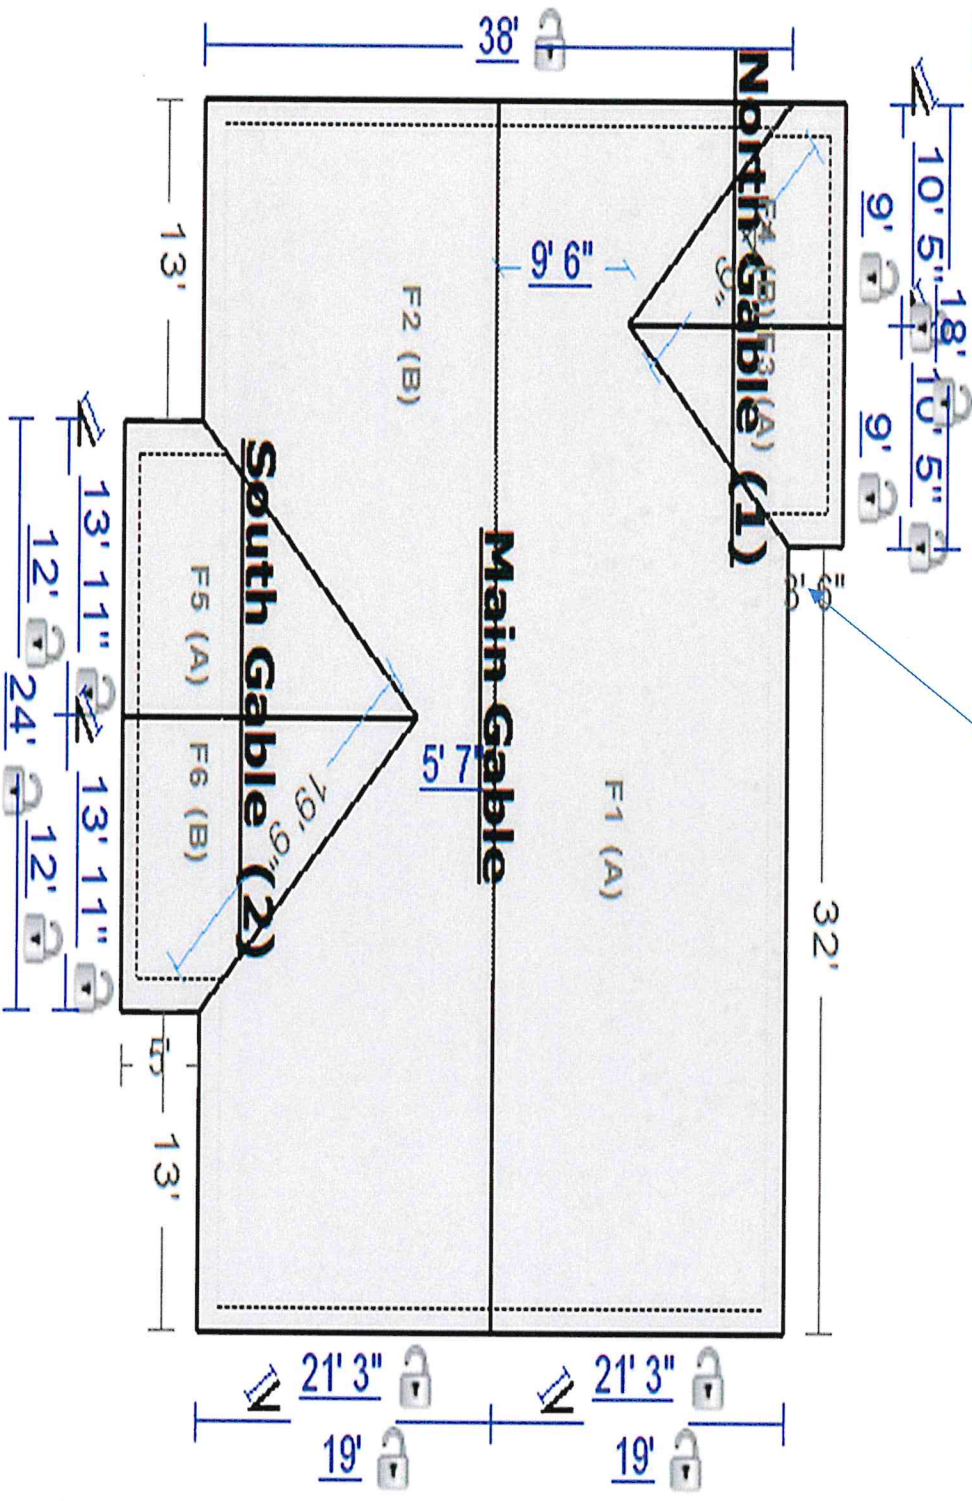 38'
North Gable (1)
F4 (B)
F3 (A)
9"
9' 6"
10' 5"
10' 5"
18'
9'
9'
13'
F2 (B)
South Gable (2)
F5 (A)
F6 (B)
19' 9"
5' 7"
Main Gable
F1 (A)
32'
13' 11"
13' 11"
12'
12'
24'
5'
13'
21' 3"
21' 3"
19'
19'